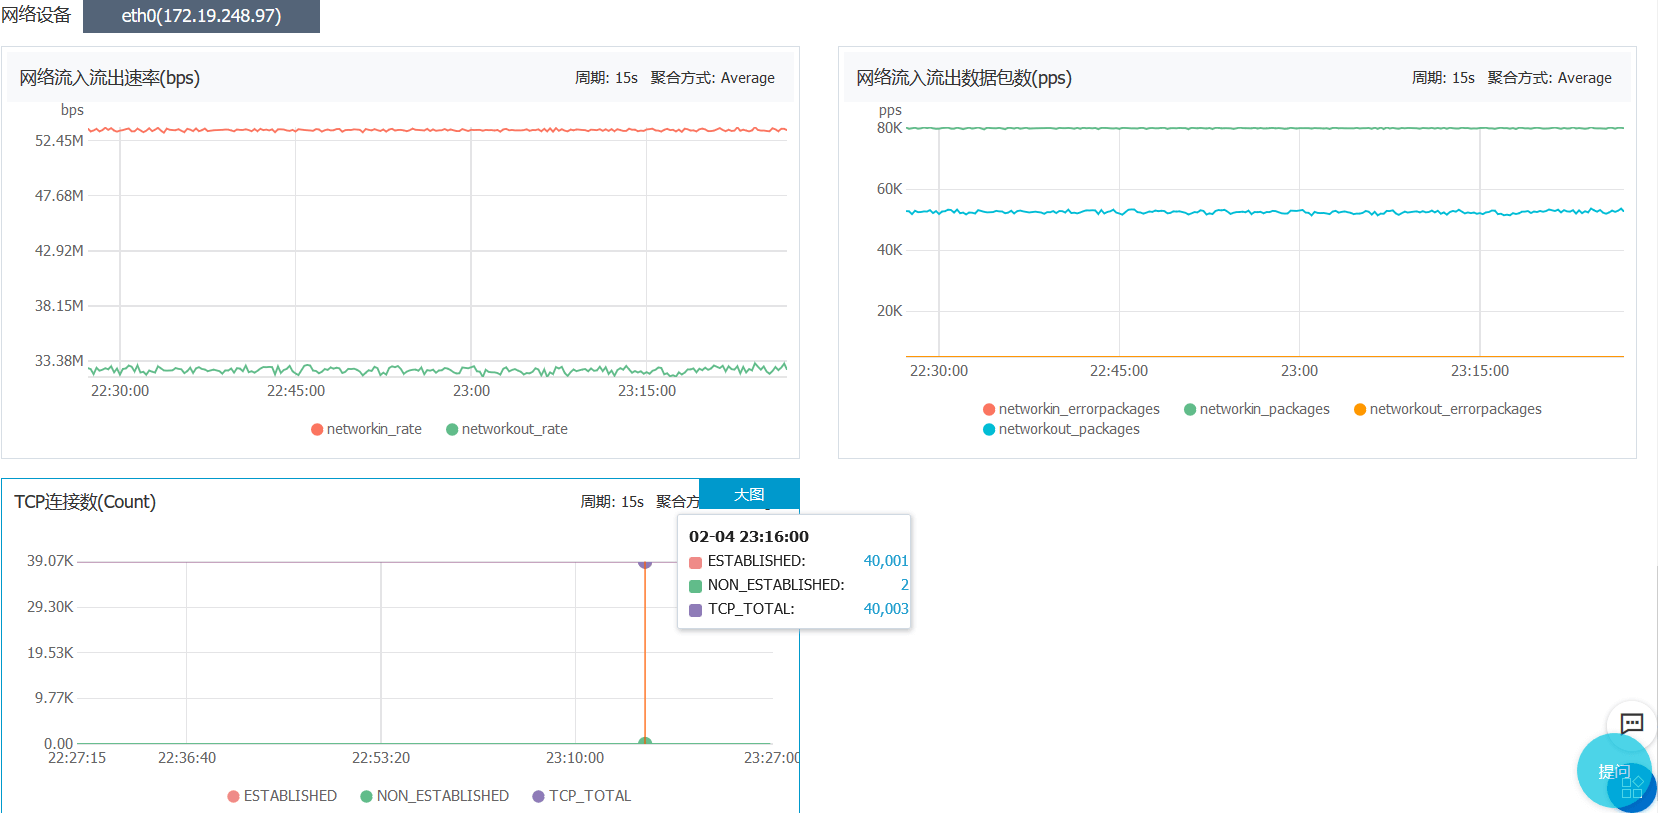 网络设备 eth0(172.19.248.97)
网络流入流出速率(bps) 周期: 15s 聚合方式: Average
bps
52.45M
47.68M
42.92M
38.15M
33.38M
22:30:00 22:45:00 23:00 23:15:00
networkin_rate networkout_rate
网络流入流出数据包数(pps) 周期: 15s 聚合方式: Average
pps
80K
60K
40K
20K
22:30:00 22:45:00 23:00 23:15:00
networkin_errorpackages networkin_packages networkout_errorpackages
networkout_packages
TCP连接数(Count) 周期: 15s 聚合方 大图
02-04 23:16:00
ESTABLISHED: 40,001
NON_ESTABLISHED: 2
TCP_TOTAL: 40,003
39.07K
29.30K
19.53K
9.77K
0.00
22:27:15 22:36:40 22:53:20 23:10:00 23:27:00
ESTABLISHED NON_ESTABLISHED TCP_TOTAL
提问